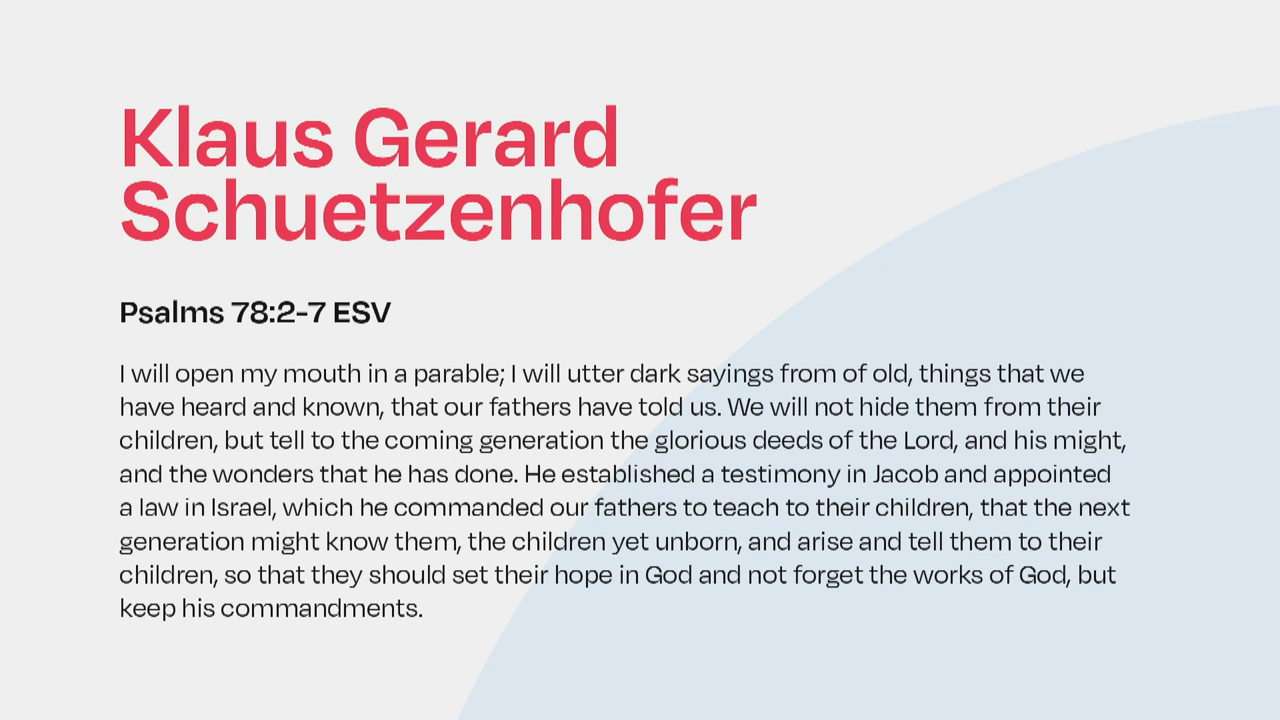 Klaus Gerard
Schuetzenhofer
Psalms 78:2-7 ESV
I will open my mouth in a parable; I will utter dark sayings from of old, things that we
have heard and known, that our fathers have told us. We will not hide them from their
children, but tell to the coming generation the glorious deeds of the Lord, and his might,
and the wonders that he has done. He established a testimony in Jacob and appointed
a law in Israel, which he commanded our fathers to teach to their children, that the next
generation might know them, the children yet unborn, and arise and tell them to their
children, so that they should set their hope in God and not forget the works of God, but
keep his commandments.